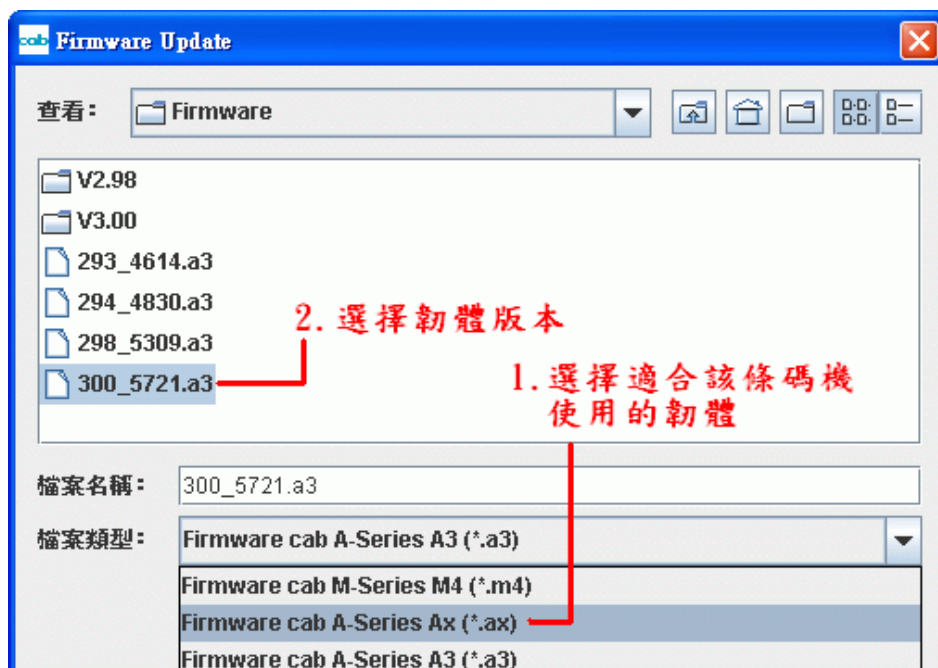 cab Firmware Update
查看： Firmware
V2.98
V3.00
293_4614.a3
294_4830.a3
298_5309.a3
300_5721.a3
2.選擇韌體版本
1.選擇適合該條碼機
使用的韌體
檔案名稱： 300_5721.a3
檔案類型： Firmware cab A-Series A3 (*.a3)
Firmware cab M-Series M4 (*.m4)
Firmware cab A-Series Ax (*.ax)
Firmware cab A-Series A3 (*.a3)